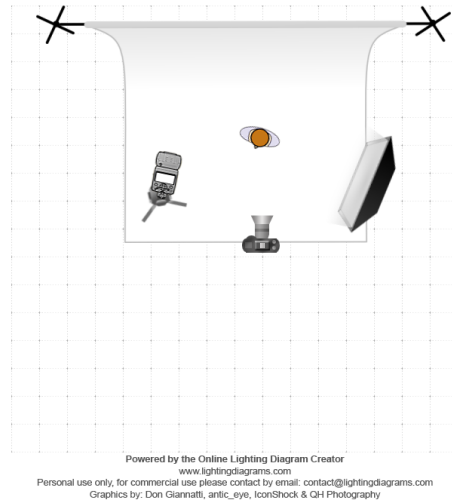 Powered by the Online Lighting Diagram Creator
www.lightingdiagrams.com
Personal use only, for commercial use please contact by email: contact@lightingdiagrams.com
Graphics by: Don Giannatti, antic_eye, IconShock & QH Photography